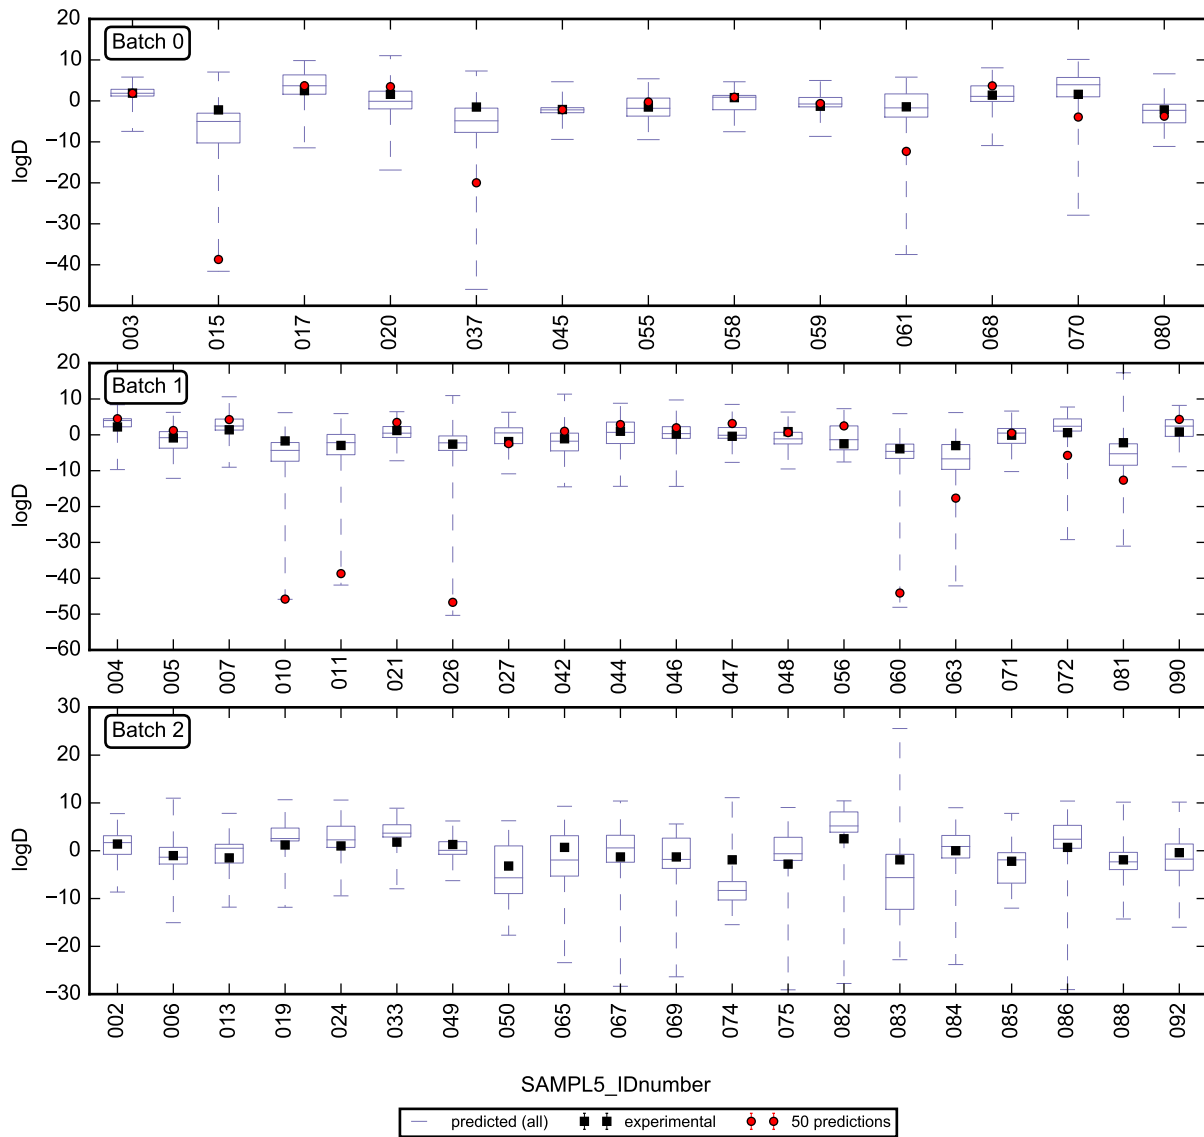 20
Batch 0
10
0
−10
−20
−30
−40
−50
logD
003 015 017 020 037 045 055 058 059 061 068 070 080
20
Batch 1
10
0
−10
−20
−30
−40
−50
−60
logD
004 005 007 010 011 021 026 027 042 044 046 047 048 056 060 063 071 072 081 090
30
Batch 2
20
10
0
−10
−20
−30
logD
002 006 013 019 024 033 049 050 065 067 069 074 075 082 083 084 085 086 088 092
SAMPL5_IDnumber
predicted (all) experimental 50 predictions